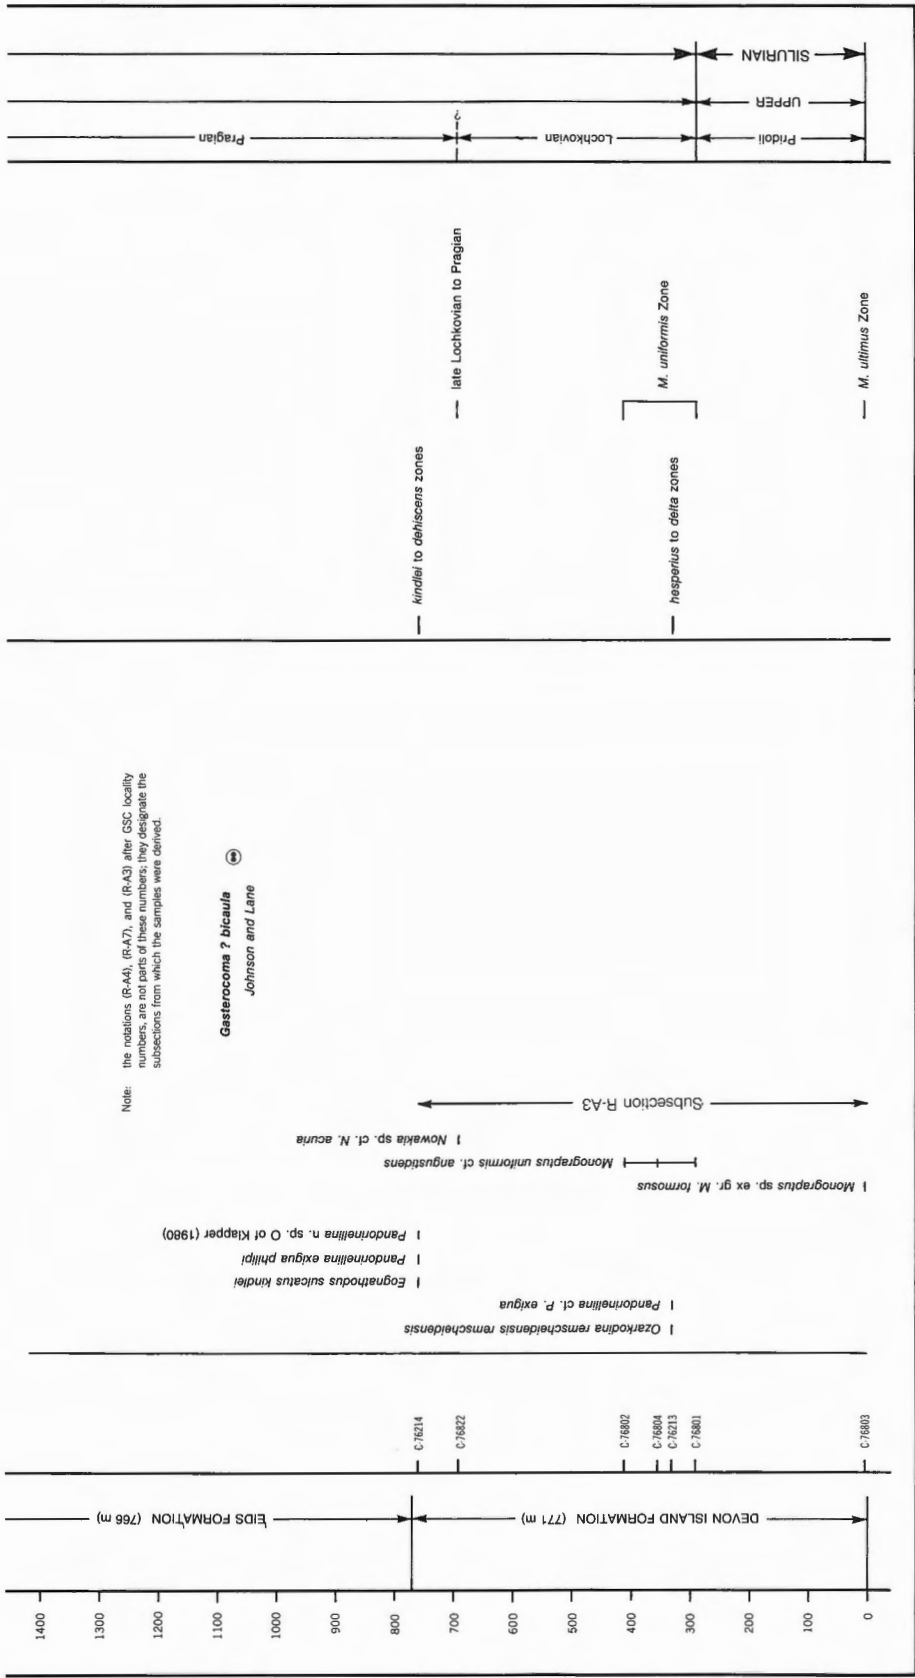 SILURIAN
UPPER
Pragian
?
Lochkovian
Pridoli
late Lochkovian to Pragian
M. uniformis Zone
M. ultimus Zone
kindlei to dehiscens zones
hesperius to delta zones
Note: the notations (R-A4), (R-A7), and (R-A3) after GSC locality
numbers, are not parts of these numbers; they designate the
subsections from which the samples were derived.
Gasterocoma ? bicaula
Johnson and Lane
Subsection R-A3
Nowakia sp. cf. N. acuria
Monograptus uniformis cf. angustidens
Monograptus sp. ex gr. M. formosus
Pandorinellina n. sp. O of Klapper (1980)
Pandorinellina exigua philipi
Eognathodus sulcatus kindlei
Pandorinellina cf. P. exigua
Ozarkodina remscheidensis remscheidensis
C-76214
C-76822
C-76802
C-76804
C-76213
C-76801
C-76803
EIDS FORMATION (766 m)
DEVON ISLAND FORMATION (771 m)
1400
1300
1200
1100
1000
900
800
700
600
500
400
300
200
100
0